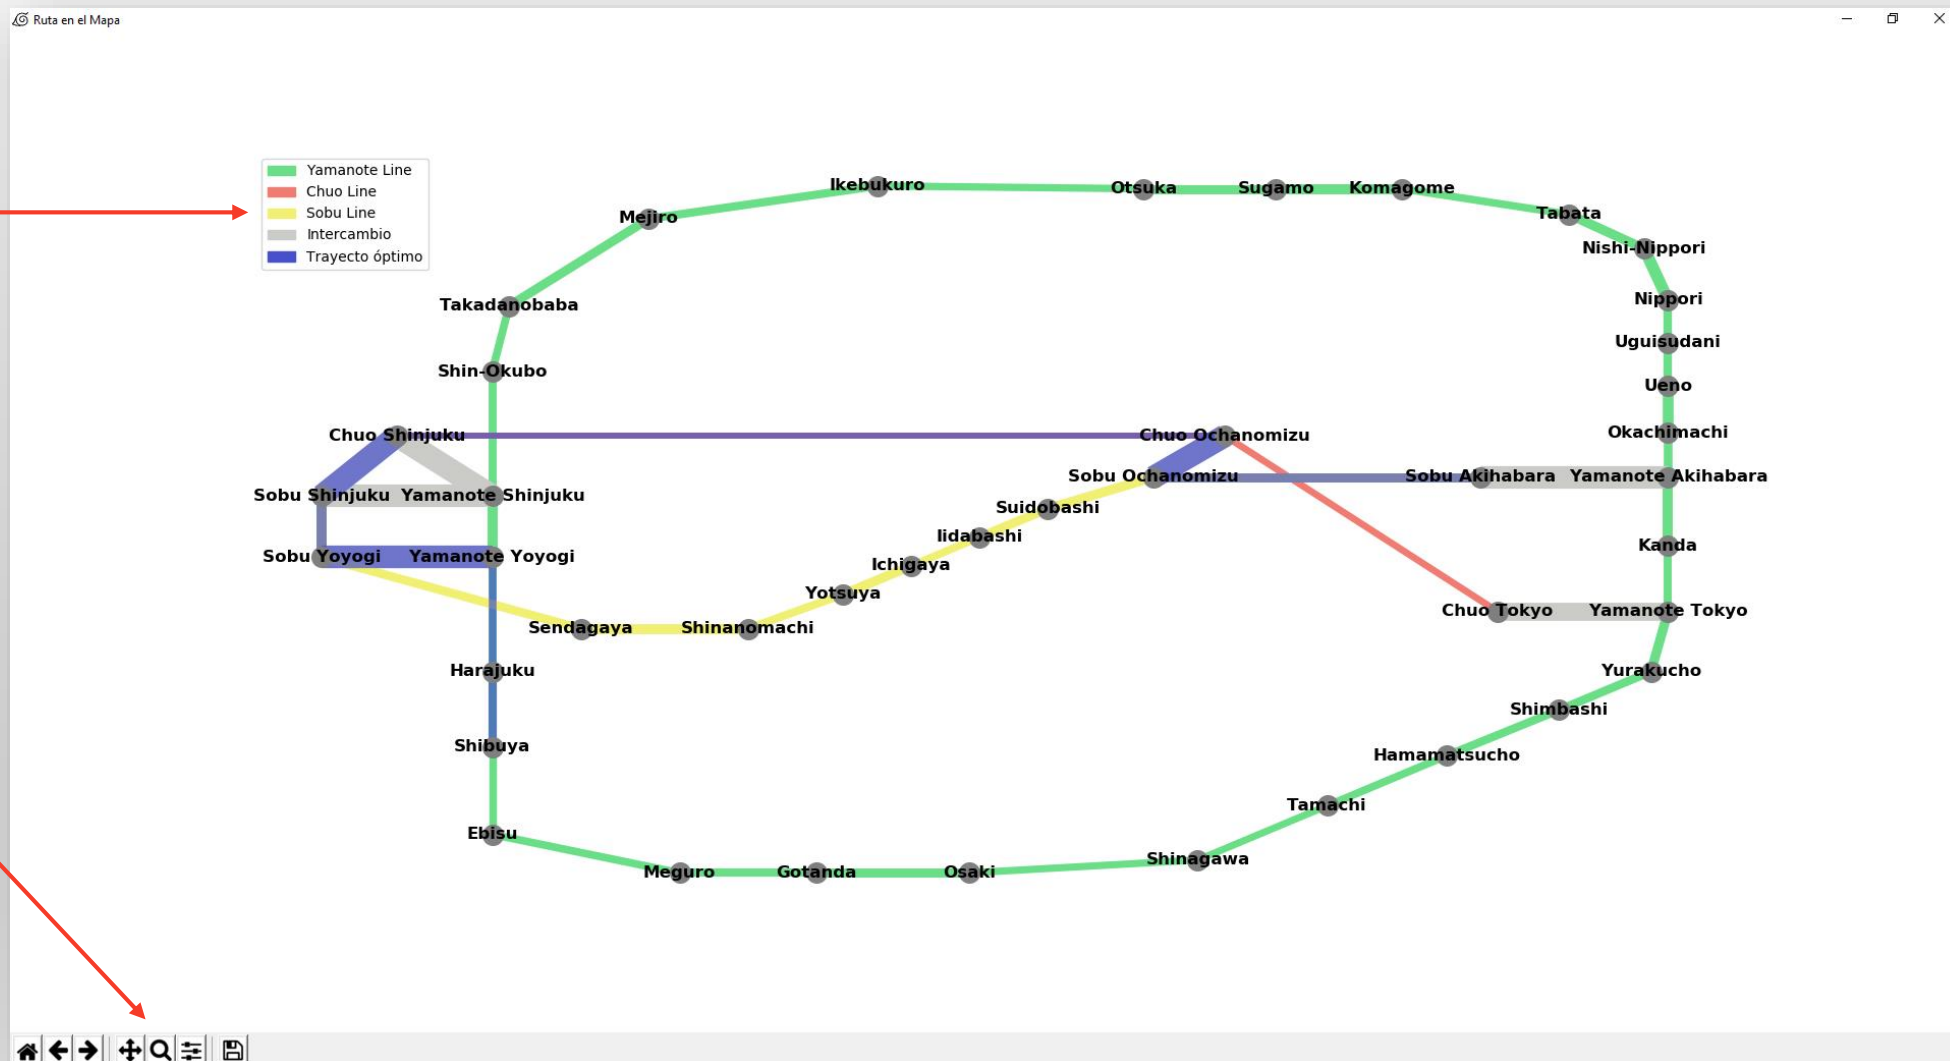 Ruta en el Mapa
Yamanote Line
Chuo Line
Sobu Line
Intercambio
Trayecto óptimo
Ikebukuro
Otsuka
Sugamo
Komagome
Mejiro
Tabata
Nishi-Nippori
Takadanobaba
Nippori
Uguisudani
Shin-Okubo
Ueno
Chuo Shinjuku
Chuo Ochanomizu
Okachimachi
Sobu Ochanomizu
Sobu Akihabara
Yamanote Akihabara
Sobu Shinjuku
Yamanote Shinjuku
Suidobashi
Iidabashi
Kanda
Sobu Yoyogi
Yamanote Yoyogi
Ichigaya
Yotsuya
Chuo Tokyo
Yamanote Tokyo
Sendagaya
Shinanomachi
Harajuku
Yurakucho
Shimbashi
Shibuya
Hamamatsucho
Tamachi
Ebisu
Shinagawa
Meguro
Gotanda
Osaki